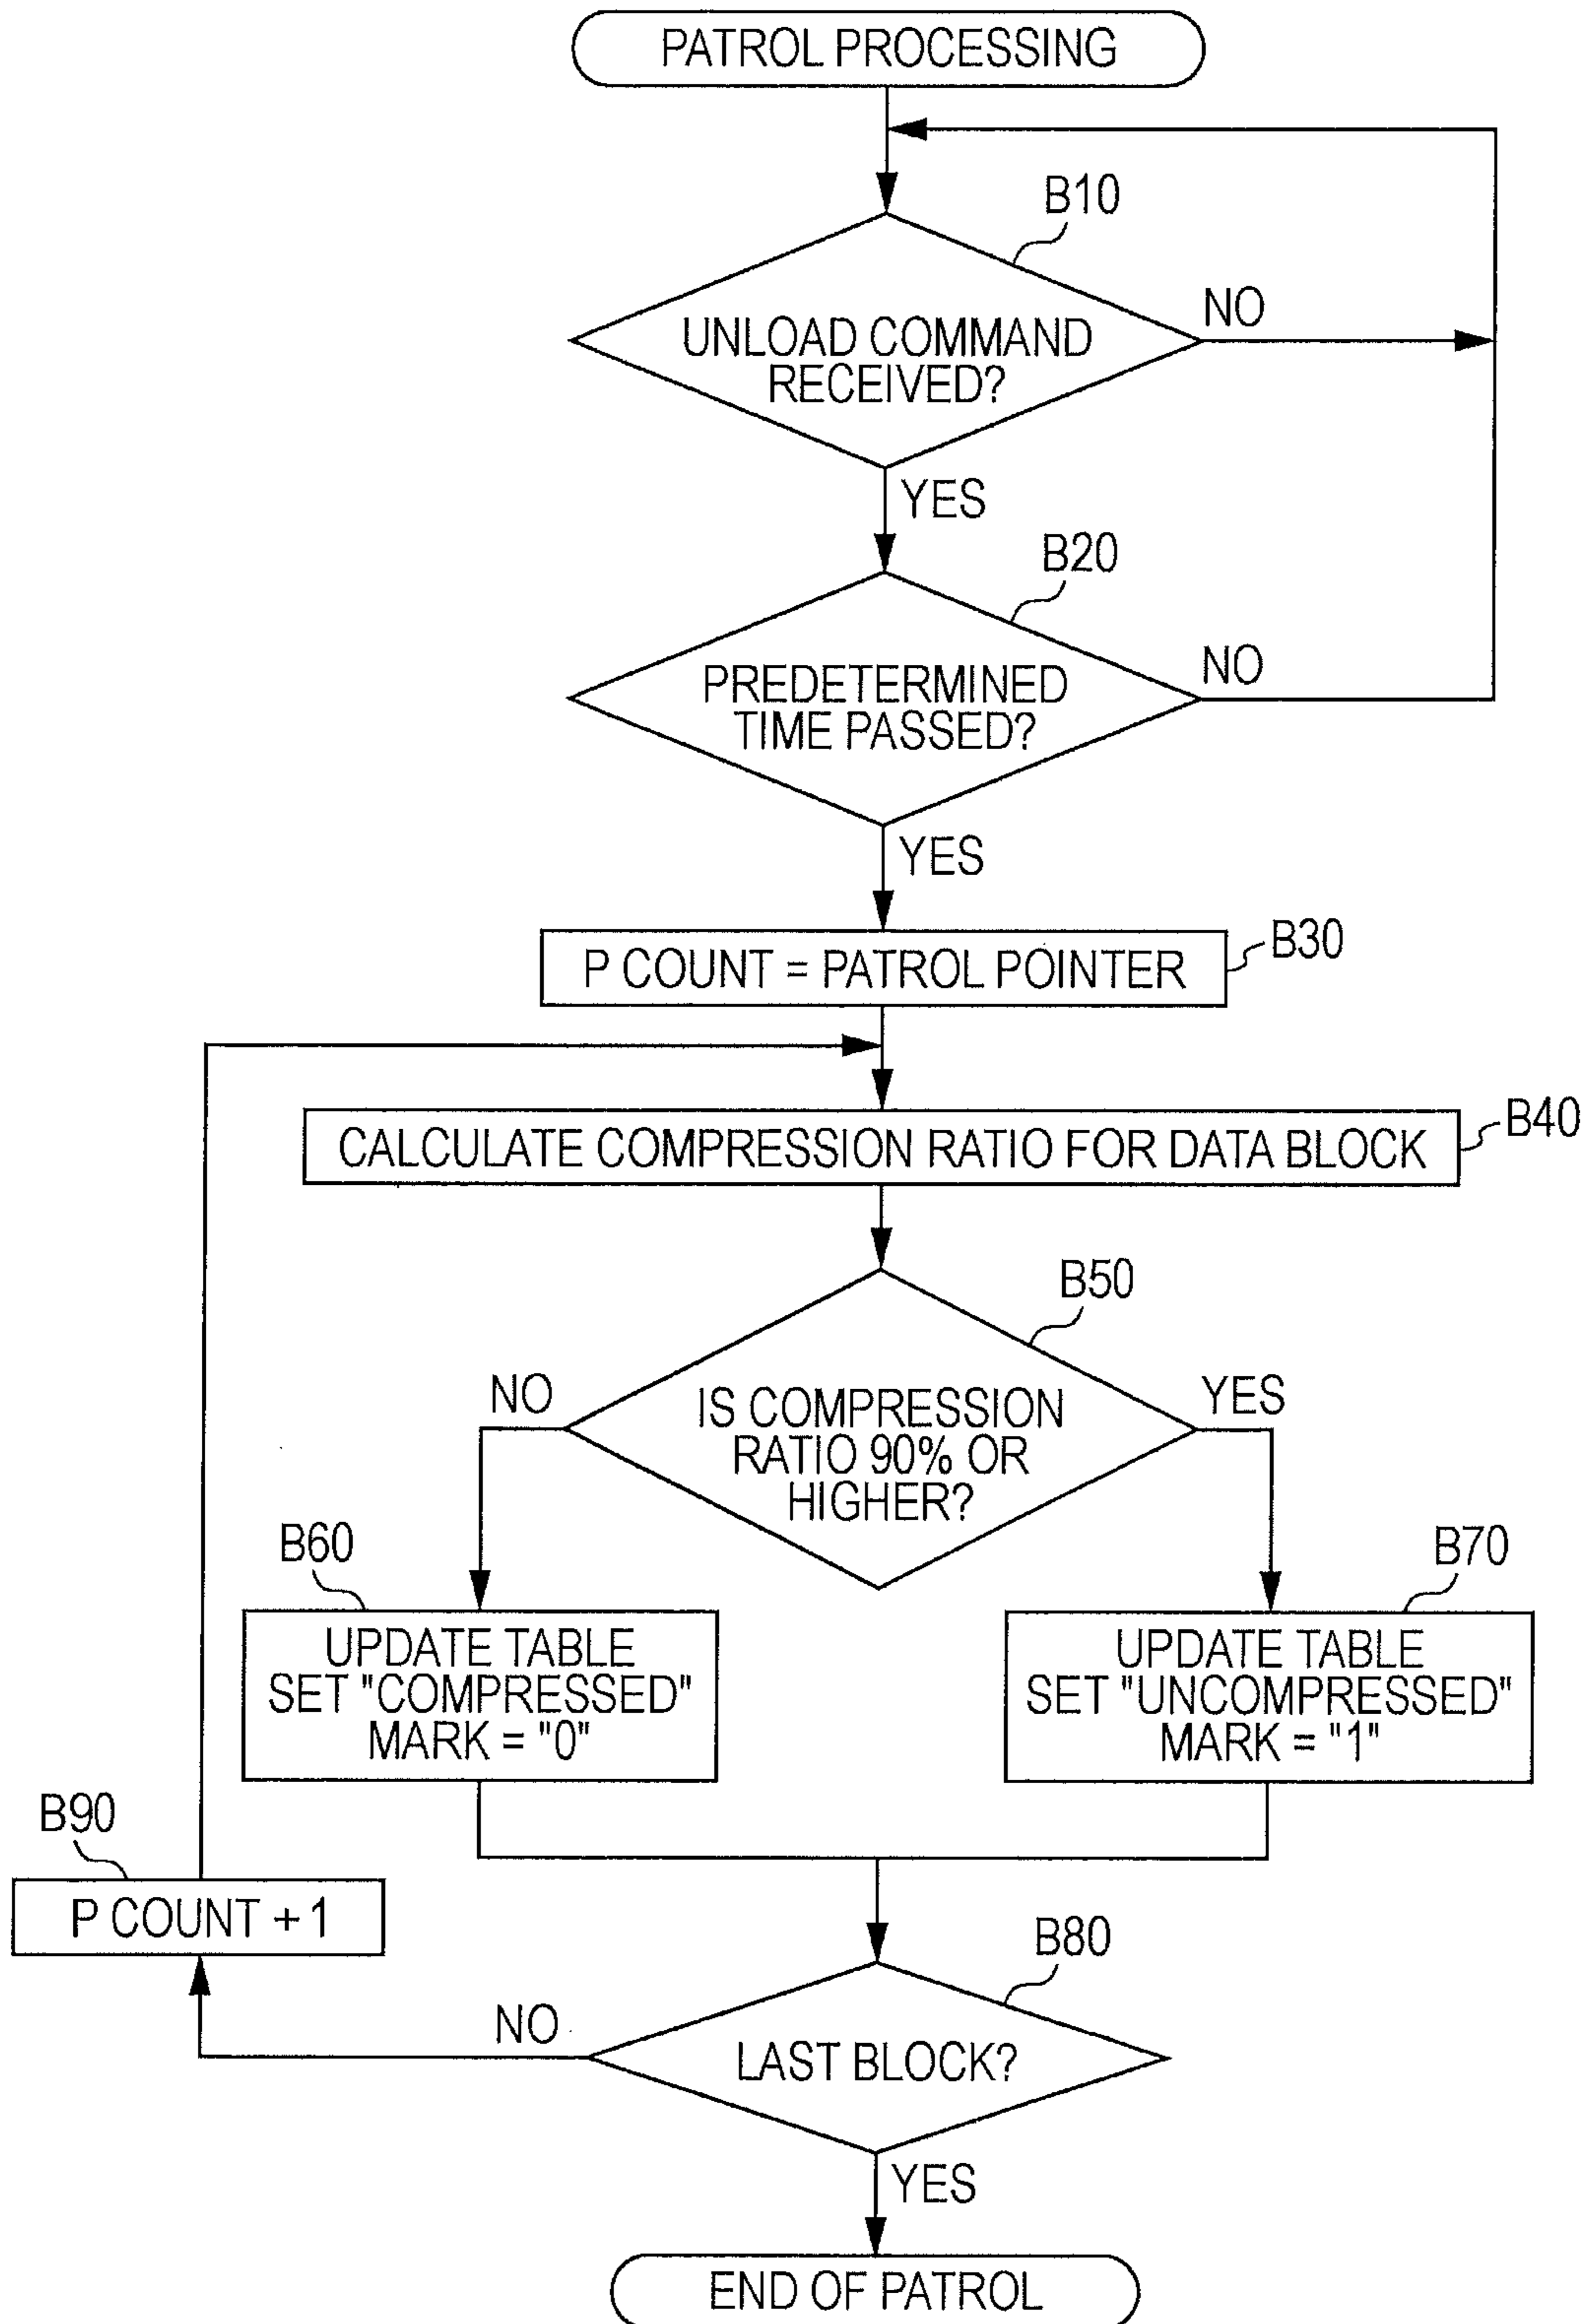 PATROL PROCESSING
B10
UNLOAD COMMAND
RECEIVED?
NO
YES
B20
PREDETERMINED
TIME PASSED?
NO
YES
B30
P COUNT = PATROL POINTER
B40
CALCULATE COMPRESSION RATIO FOR DATA BLOCK
B50
IS COMPRESSION
RATIO 90% OR
HIGHER?
NO
YES
B60
UPDATE TABLE
SET "COMPRESSED"
MARK = "0"
B70
UPDATE TABLE
SET "UNCOMPRESSED"
MARK = "1"
B90
P COUNT + 1
B80
LAST BLOCK?
NO
YES
END OF PATROL